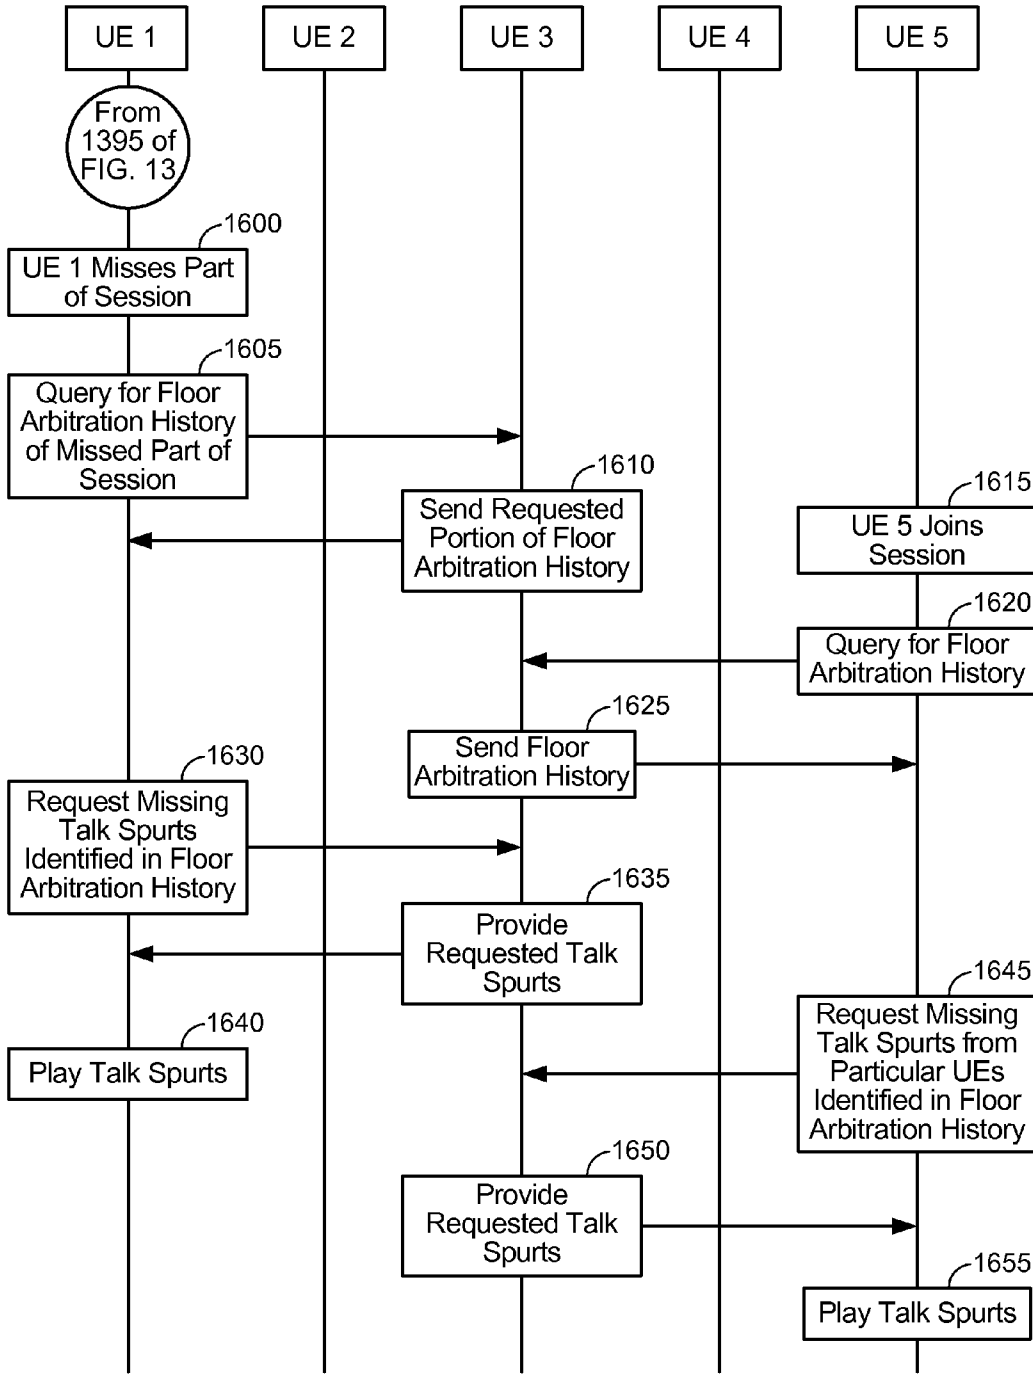 UE 1
UE 2
UE 3
UE 4
UE 5
From
1395 of
FIG. 13
1600
UE 1 Misses Part
of Session
1605
Query for Floor
Arbitration History
of Missed Part of
Session
1610
Send Requested
Portion of Floor
Arbitration History
1615
UE 5 Joins
Session
1620
Query for Floor
Arbitration History
1625
Send Floor
Arbitration History
1630
Request Missing
Talk Spurts
Identified in Floor
Arbitration History
1635
Provide
Requested Talk
Spurts
1640
Play Talk Spurts
1645
Request Missing
Talk Spurts from
Particular UEs
Identified in Floor
Arbitration History
1650
Provide
Requested Talk
Spurts
1655
Play Talk Spurts